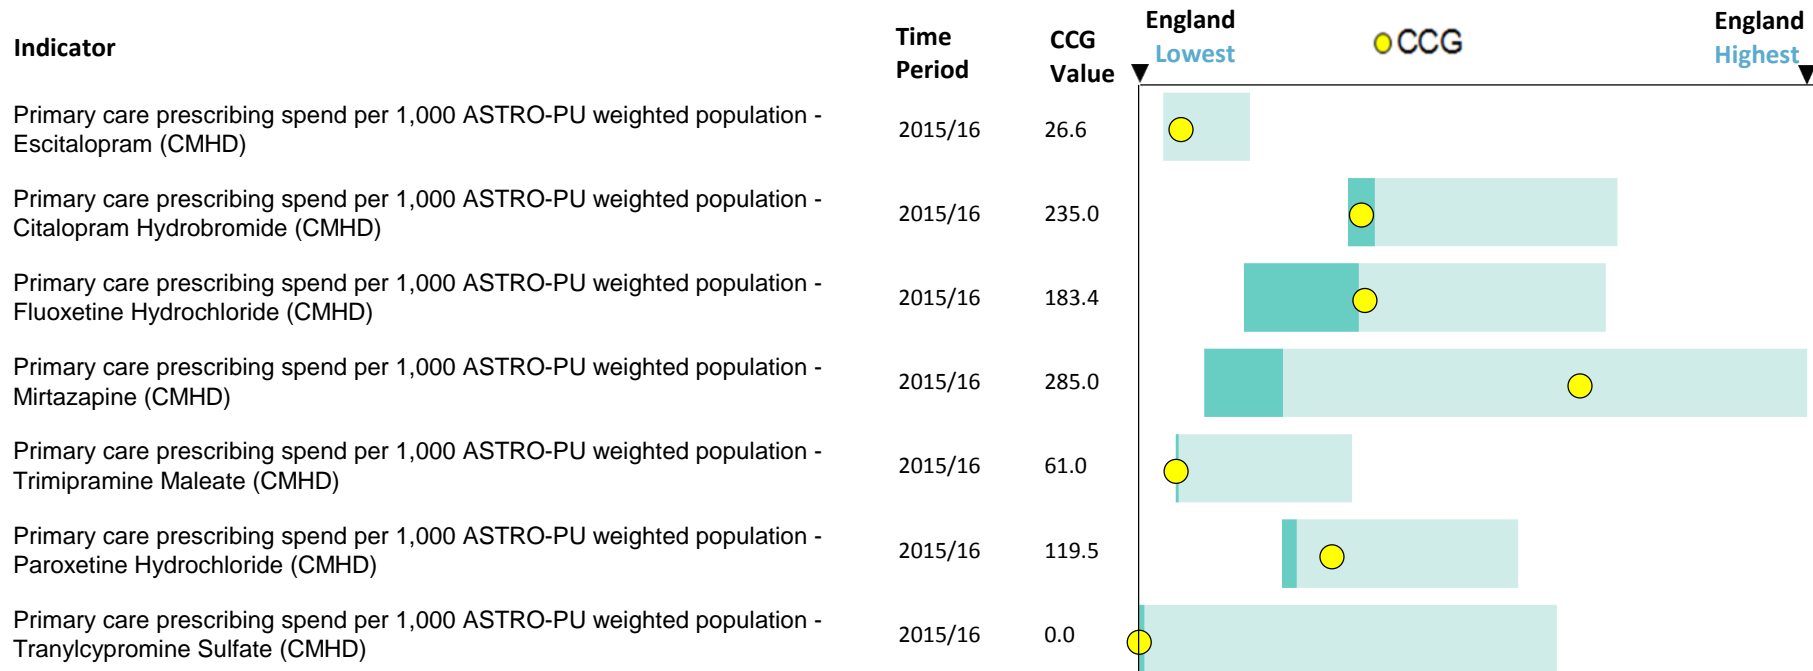 Indicator
Time
Period
CCG
Value
England
Lowest
CCG
England
Highest
Primary care prescribing spend per 1,000 ASTRO-PU weighted population -
Escitalopram (CMHD)
2015/16
26.6
Primary care prescribing spend per 1,000 ASTRO-PU weighted population -
Citalopram Hydrobromide (CMHD)
2015/16
235.0
Primary care prescribing spend per 1,000 ASTRO-PU weighted population -
Fluoxetine Hydrochloride (CMHD)
2015/16
183.4
Primary care prescribing spend per 1,000 ASTRO-PU weighted population -
Mirtazapine (CMHD)
2015/16
285.0
Primary care prescribing spend per 1,000 ASTRO-PU weighted population -
Trimipramine Maleate (CMHD)
2015/16
61.0
Primary care prescribing spend per 1,000 ASTRO-PU weighted population -
Paroxetine Hydrochloride (CMHD)
2015/16
119.5
Primary care prescribing spend per 1,000 ASTRO-PU weighted population -
Tranylcypromine Sulfate (CMHD)
2015/16
0.0